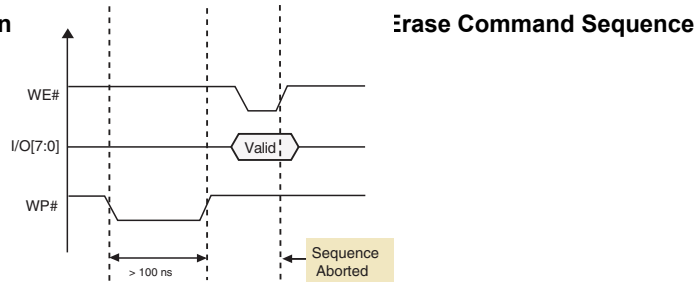 n
Erase Command Sequence
WE#
I/O[7:0]
Valid
WP#
> 100 ns
Sequence
Aborted